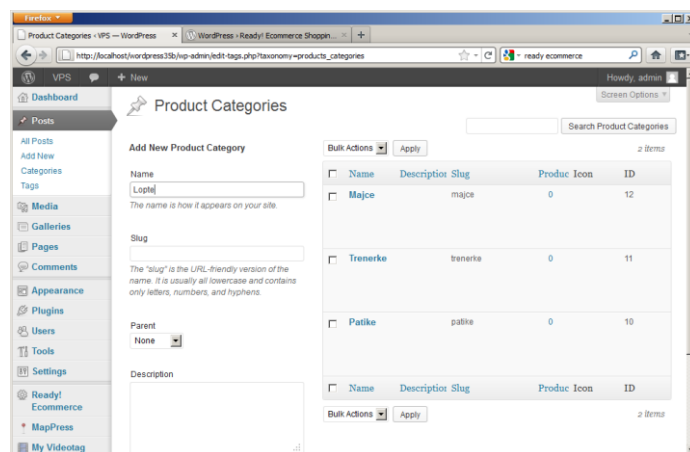 Firefox
Product Categories ‹ VPS — WordPress
WordPress › Ready! Ecommerce Shoppin...
http://localhost/wordpress35b/wp-admin/edit-tags.php?taxonomy=products_categories
ready ecommerce
VPS
+ New
Howdy, admin
Screen Options
Dashboard
Posts
All Posts
Add New
Categories
Tags
Media
Galleries
Pages
Comments
Appearance
Plugins
Users
Tools
Settings
Ready! Ecommerce
MapPress
My Videotag
Product Categories
Search Product Categories
Add New Product Category
Name
Lopte
The name is how it appears on your site.
Slug
The "slug" is the URL-friendly version of the
name. It is usually all lowercase and contains
only letters, numbers, and hyphens.
Parent
None
Description
Bulk Actions Apply
2 items
Name Description Slug Produc Icon ID
Majce majce 0 12
Trenerke trenerke 0 11
Patike patike 0 10
Name Description Slug Produc Icon ID
Bulk Actions Apply
2 items